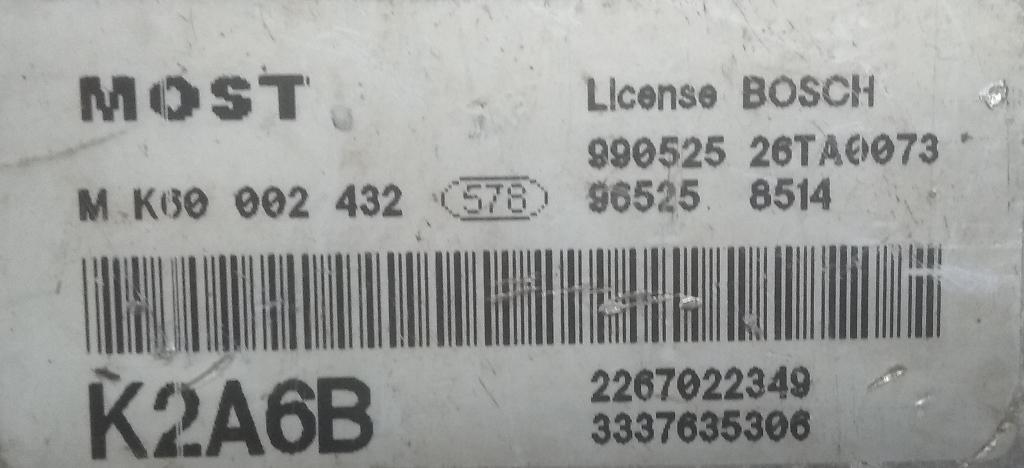 MOST
License BOSCH
990525 26TA0073
M K60 002 432 578
96525 8514
K2A6B
2267022349
3337635306